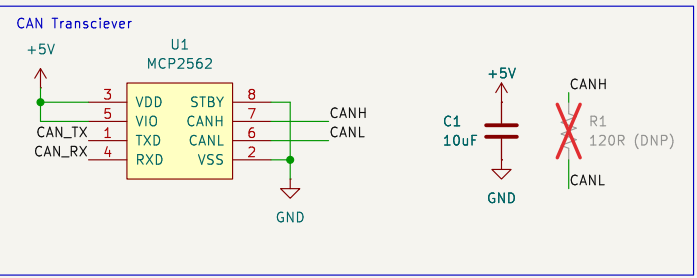 CAN Transciever
+5V
U1
MCP2562
3 VDD STBY 8
5 VIO CANH 7 CANH
CAN_TX 1 TXD CANL 6 CANL
CAN_RX 4 RXD VSS 2
GND
+5V
C1
10uF
GND
CANH
R1
120R (DNP)
CANL